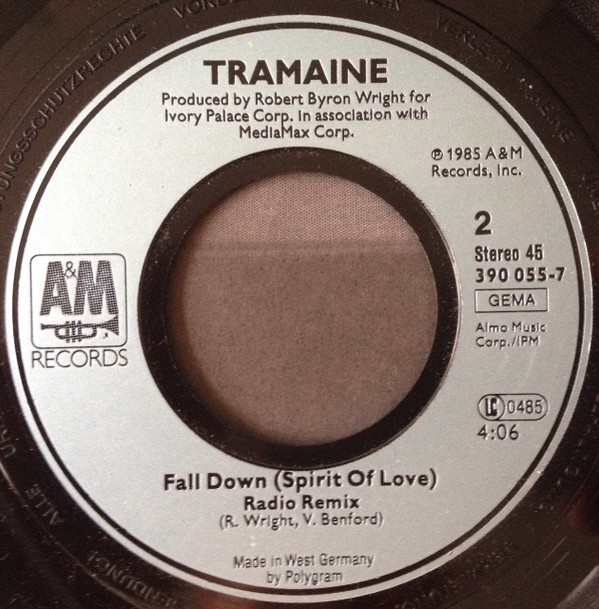 TRAMAINE
Produced by Robert Byron Wright for
Ivory Palace Corp. in association with
MediaMax Corp.
℗ 1985 A&M
Records, Inc.
2
Stereo 45
390 055-7
GEMA
Almo Music
Corp./IPM
LC 0485
4:06
A&M
RECORDS
Fall Down (Spirit Of Love)
Radio Remix
(R. Wright, V. Benford)
Made in West Germany
by Polygram
ALLE